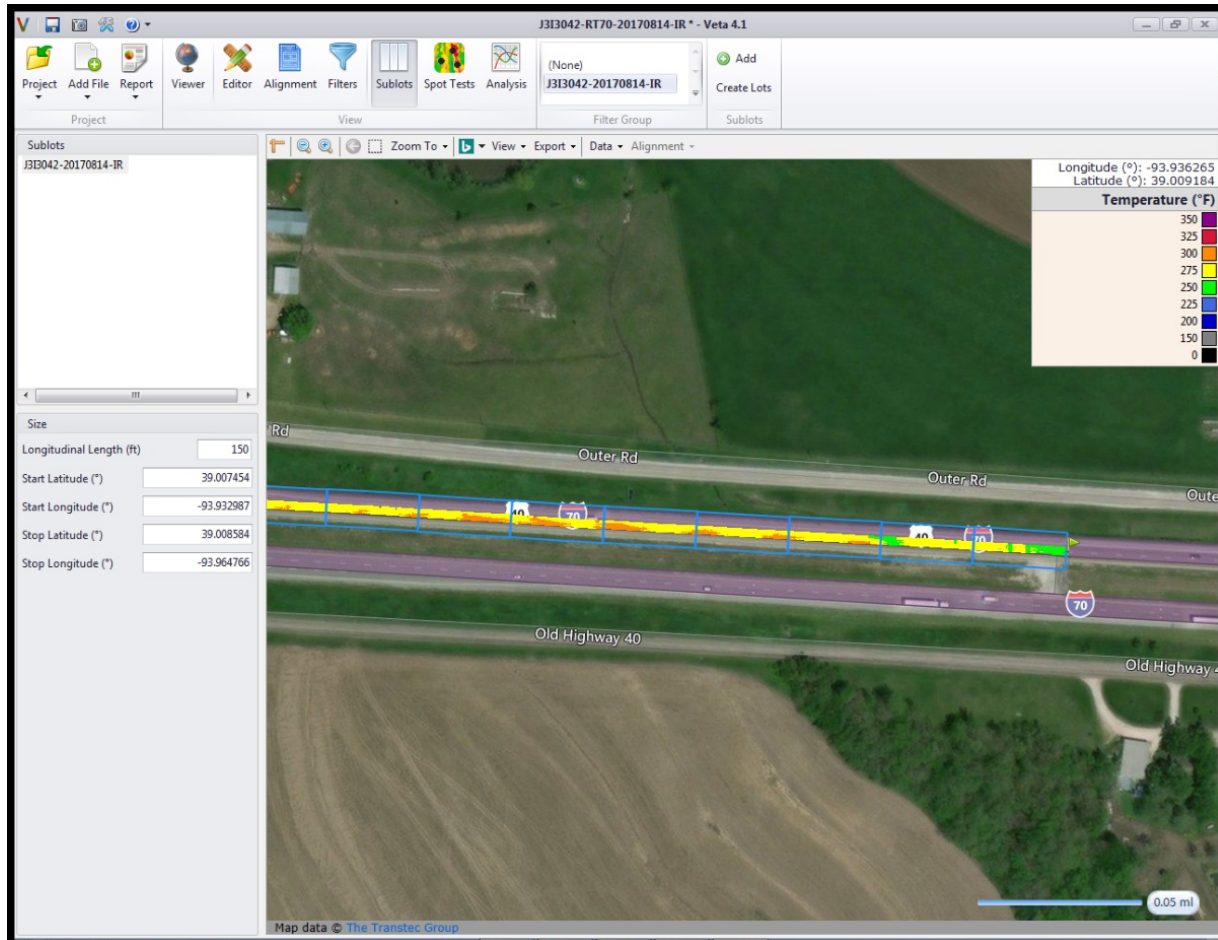 J3I3042-RT70-20170814-IR * - Veta 4.1
Project
Add File
Report
Viewer
Editor
Alignment
Filters
Sublots
Spot Tests
Analysis
(None)
J3I3042-20170814-IR
Add
Create Lots
Project
View
Filter Group
Sublots
Sublots
J3I3042-20170814-IR
Zoom To
View
Export
Data
Alignment
Longitude (°): -93.936265
Latitude (°): 39.009184
Temperature (°F)
350
325
300
275
250
225
200
150
0
Size
Longitudinal Length (ft) 150
Start Latitude (°) 39.007454
Start Longitude (°) -93.932987
Stop Latitude (°) 39.008584
Stop Longitude (°) -93.964766
Rd
Outer Rd
Outer Rd
Oute
40
70
40
70
70
Old Highway 40
Old Highway 4
0.05 ml
Map data © The Transtec Group